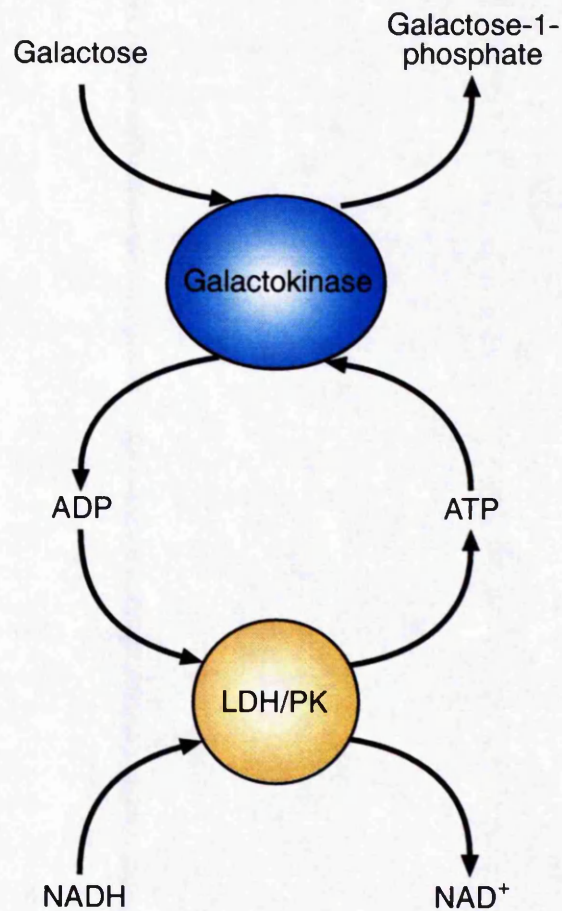 Galactose
Galactose-1-
phosphate
Galactokinase
ADP
ATP
LDH/PK
NADH
NAD⁺